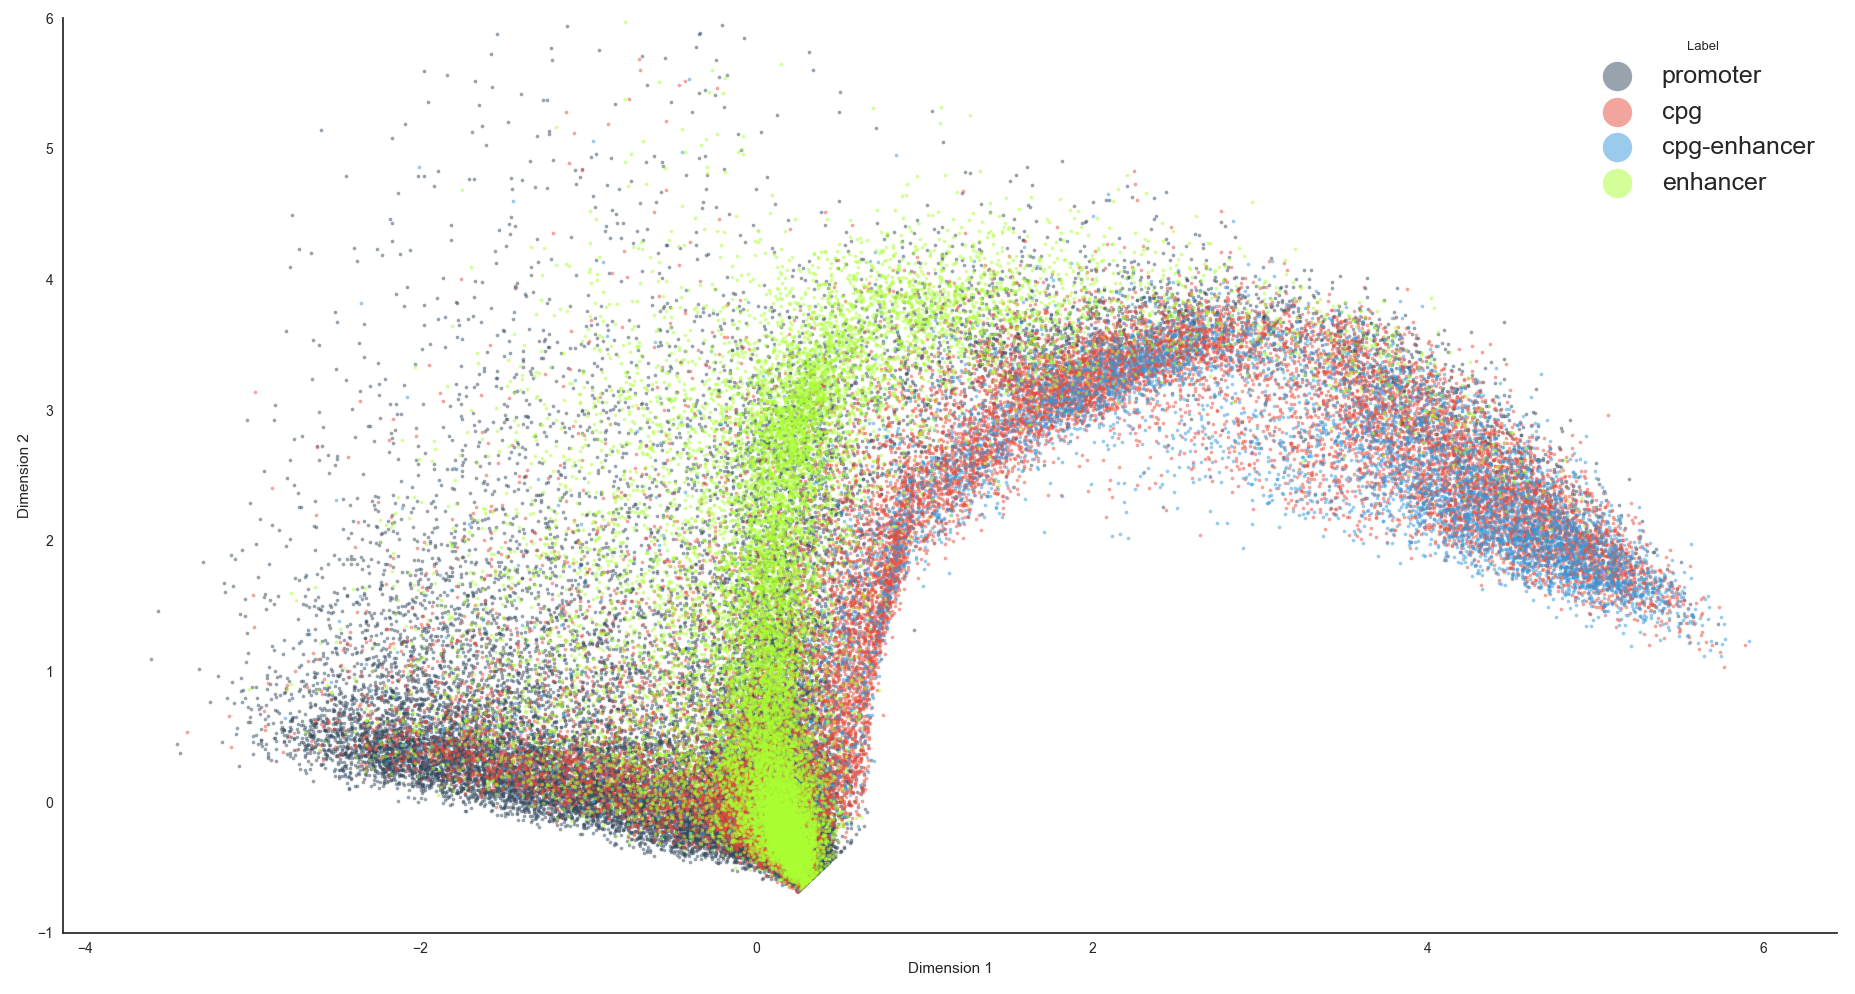 Label
promoter
cpg
cpg-enhancer
enhancer
6
5
4
3
2
1
0
−1
Dimension 2
−4 −2 0 2 4 6
Dimension 1